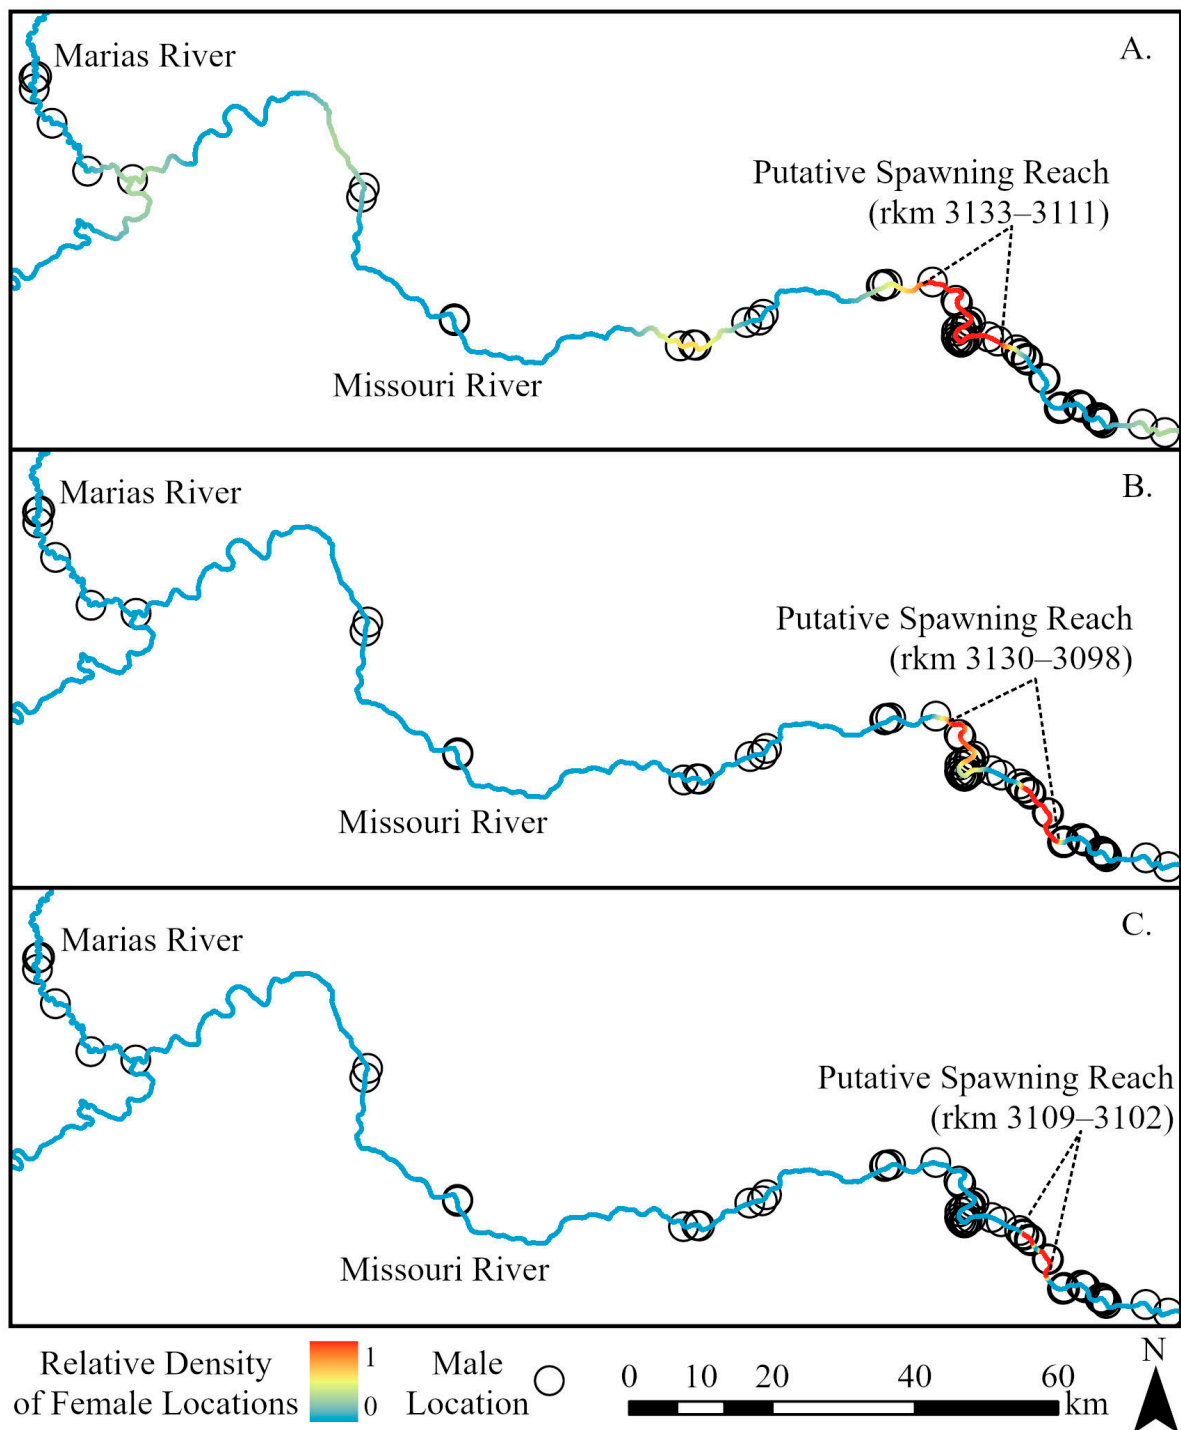 Marias River
A.
Putative Spawning Reach
(rkm 3133–3111)
Missouri River
Marias River
B.
Putative Spawning Reach
(rkm 3130–3098)
Missouri River
Marias River
C.
Putative Spawning Reach
(rkm 3109–3102)
Missouri River
Relative Density
of Female Locations
1
0
Male
Location
0 10 20 40 60
km
N